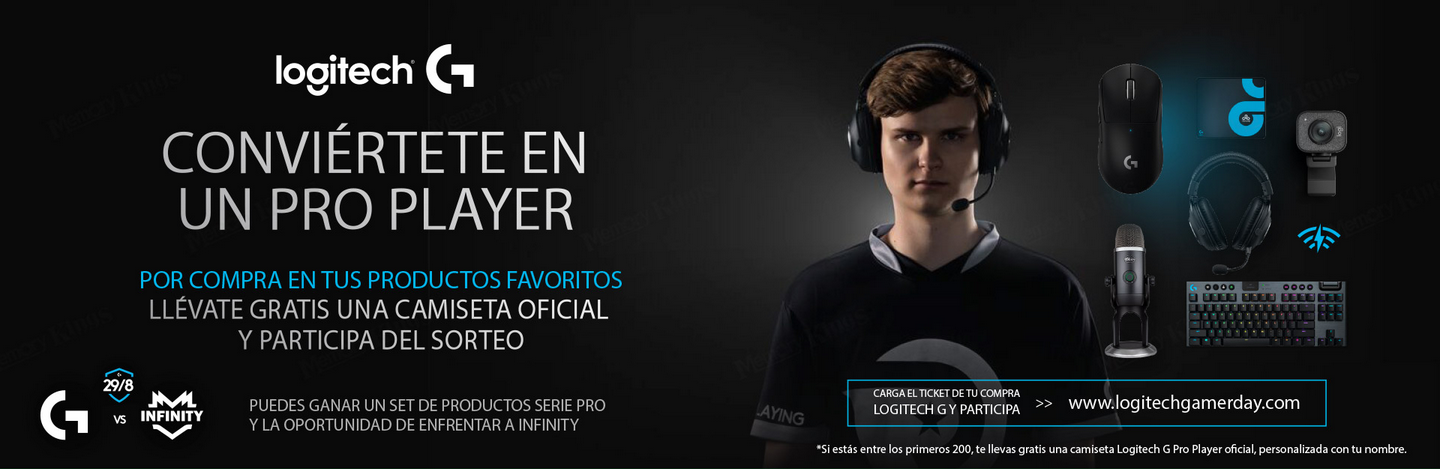 logitech G
CONVIÉRTETE EN
UN PRO PLAYER
POR COMPRA EN TUS PRODUCTOS FAVORITOS
LLÉVATE GRATIS UNA CAMISETA OFICIAL
Y PARTICIPA DEL SORTEO
29/8
VS
INFINITY
PUEDES GANAR UN SET DE PRODUCTOS SERIE PRO
Y LA OPORTUNIDAD DE ENFRENTAR A INFINITY
AYING
CARGA EL TICKET DE TU COMPRA
LOGITECH G Y PARTICIPA
>> www.logitechgamerday.com
*Si estás entre los primeros 200, te llevas gratis una camiseta Logitech G Pro Player oficial, personalizada con tu nombre.